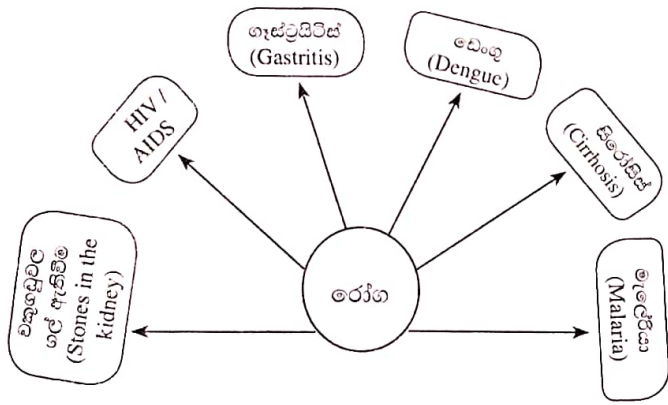 වකුගඩුවල
ගල් ඇතිවීම
(Stones in the
kidney)
HIV /
AIDS
ගැස්ට්‍රයිටිස්
(Gastritis)
ඩෙංගු
(Dengue)
සිරෝසිස්
(Cirrhosis)
මැලේරියා
(Malaria)
රෝග